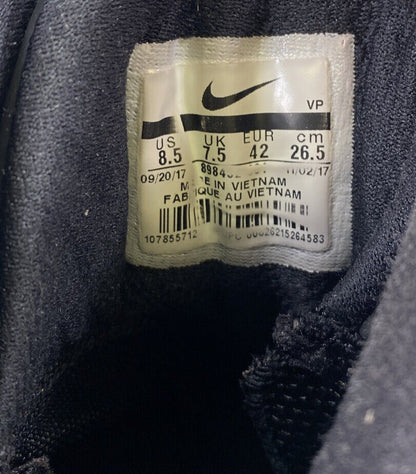 VP
US UK EUR cm
8.5 7.5 42 26.5
09/20/17 11/02/17
MADE IN VIETNAM
FABRIQUE AU VIETNAM
107855712 00026215264583